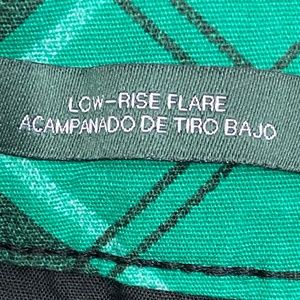 LOW-RISE FLARE
ACAMPANADO DE TIRO BAJO